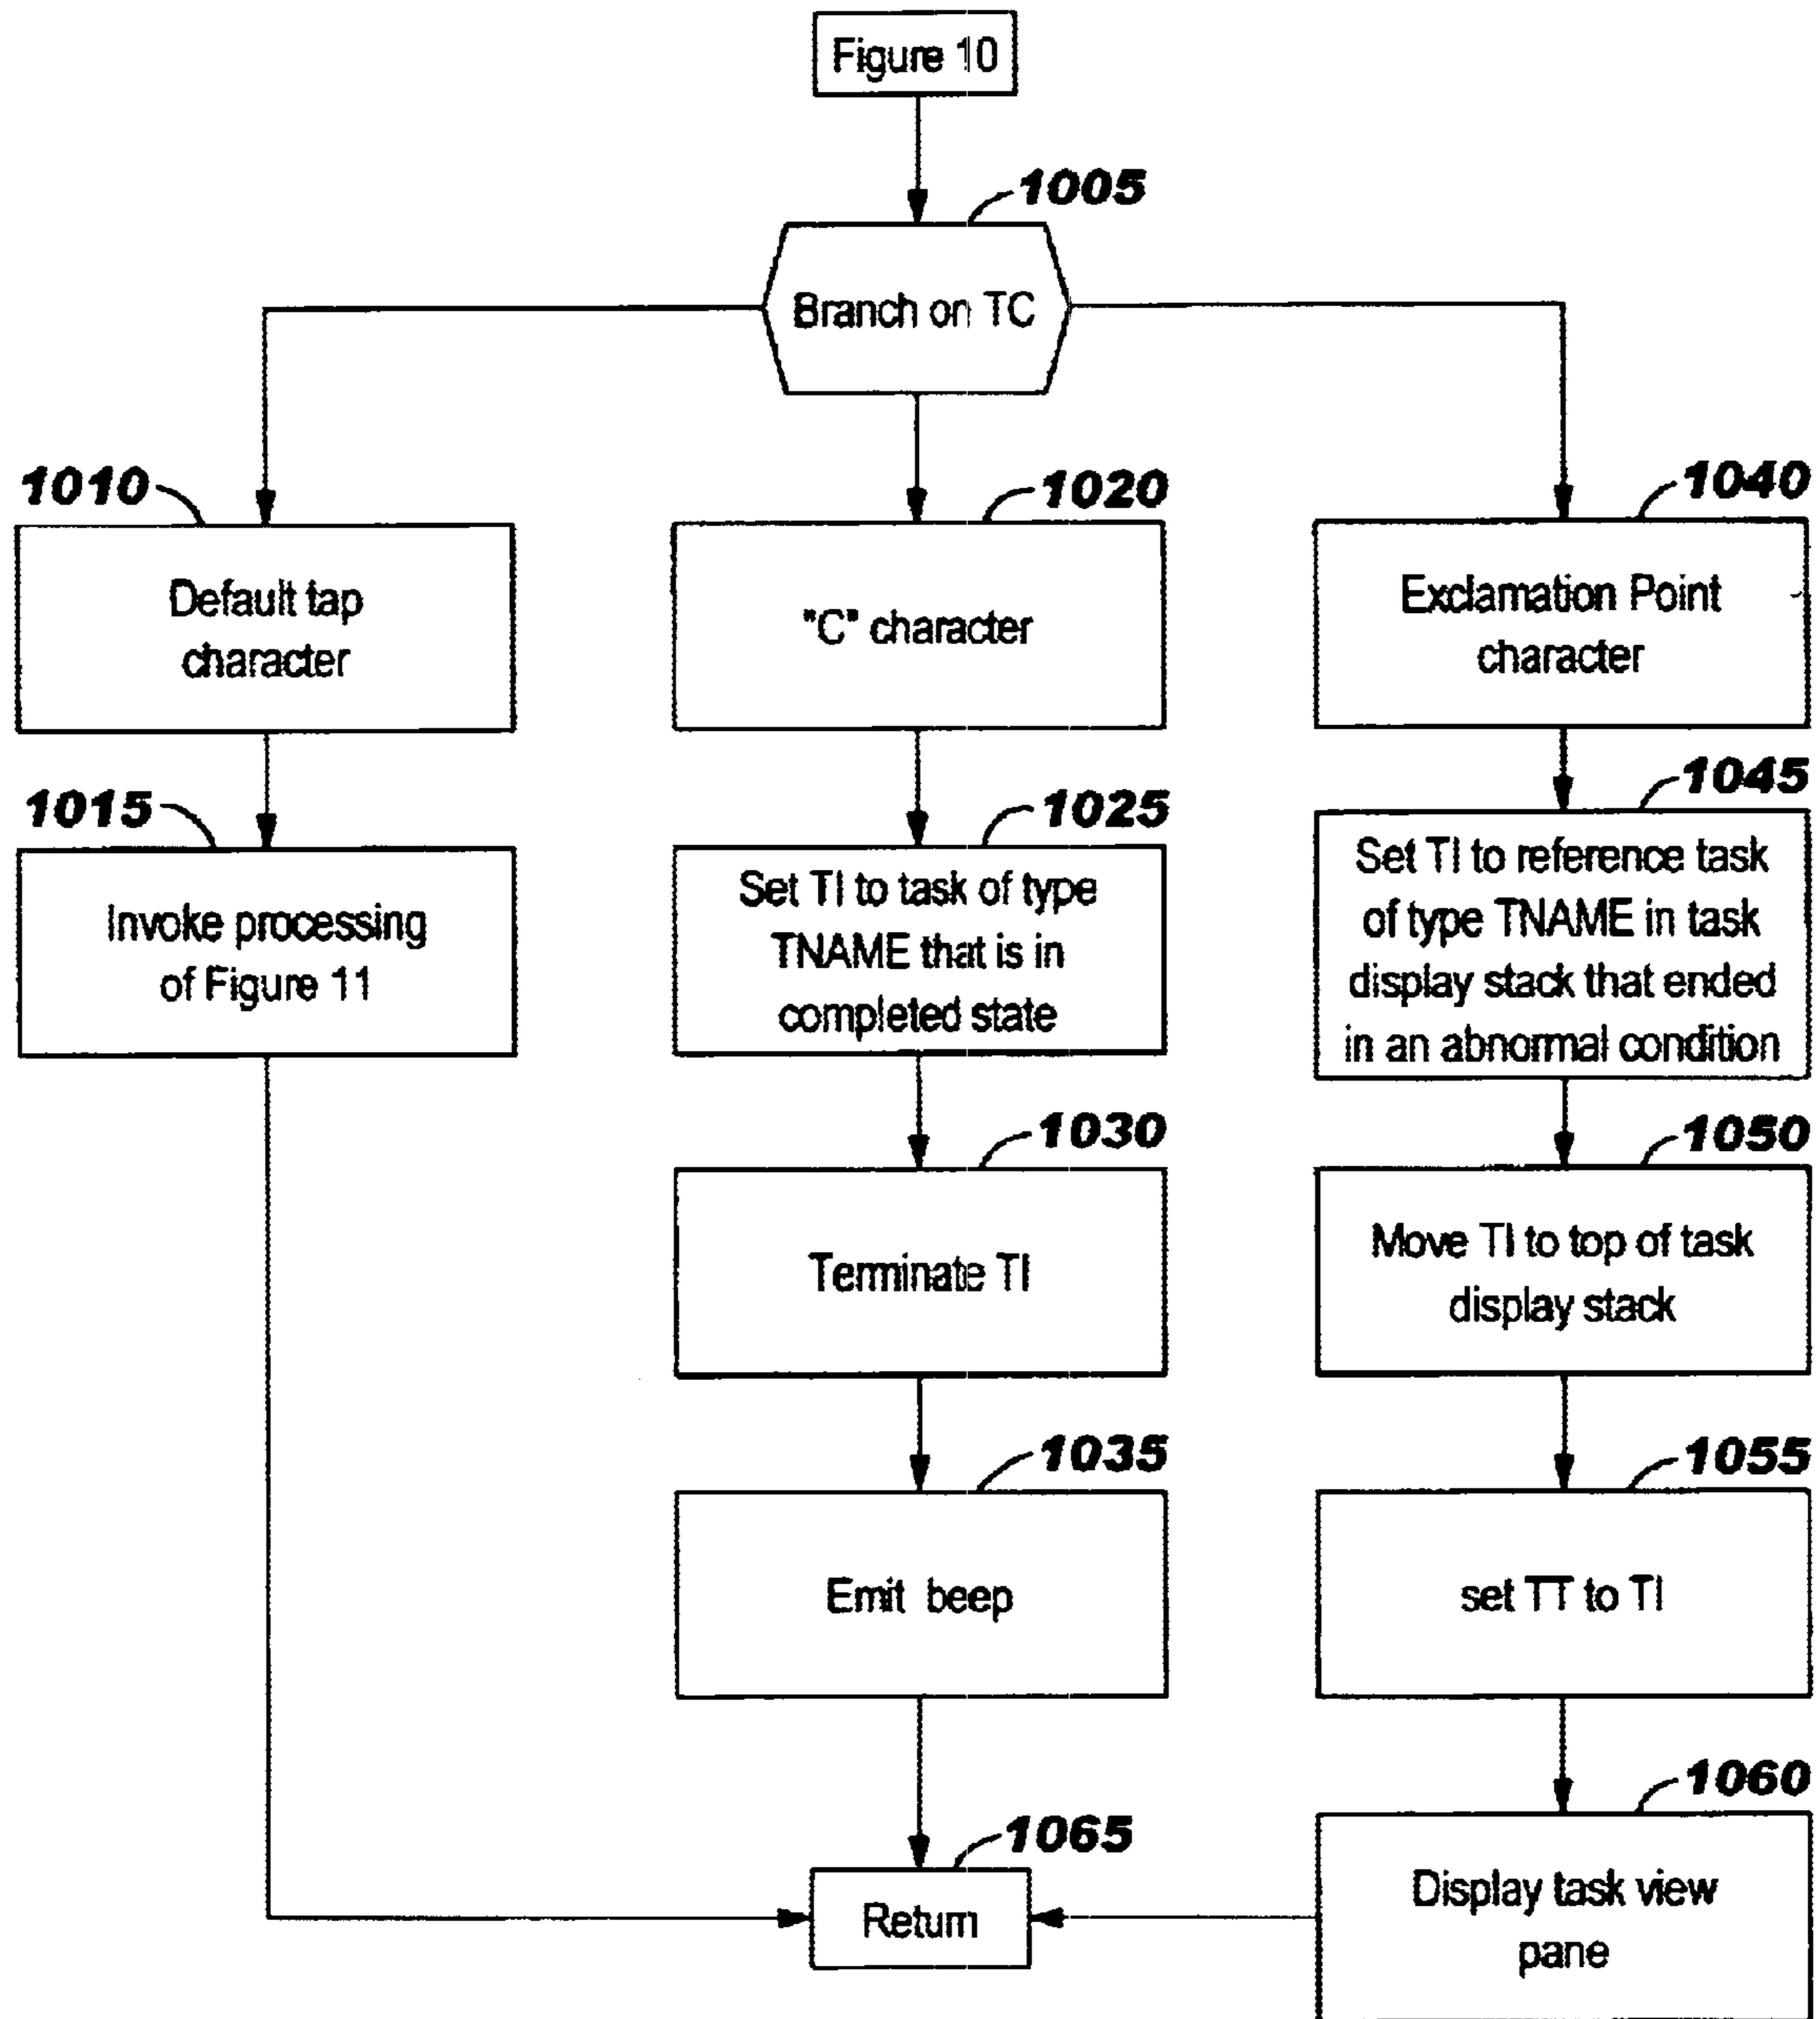 Figure 10
1005
Branch on TC
1010
Default tap
character
1015
Invoke processing
of Figure 11
1020
"C" character
1025
Set TI to task of type
TNAME that is in
completed state
1030
Terminate TI
1035
Emit beep
1040
Exclamation Point
character
1045
Set TI to reference task
of type TNAME in task
display stack that ended
in an abnormal condition
1050
Move TI to top of task
display stack
1055
set TT to TI
1060
Display task view
pane
1065
Return